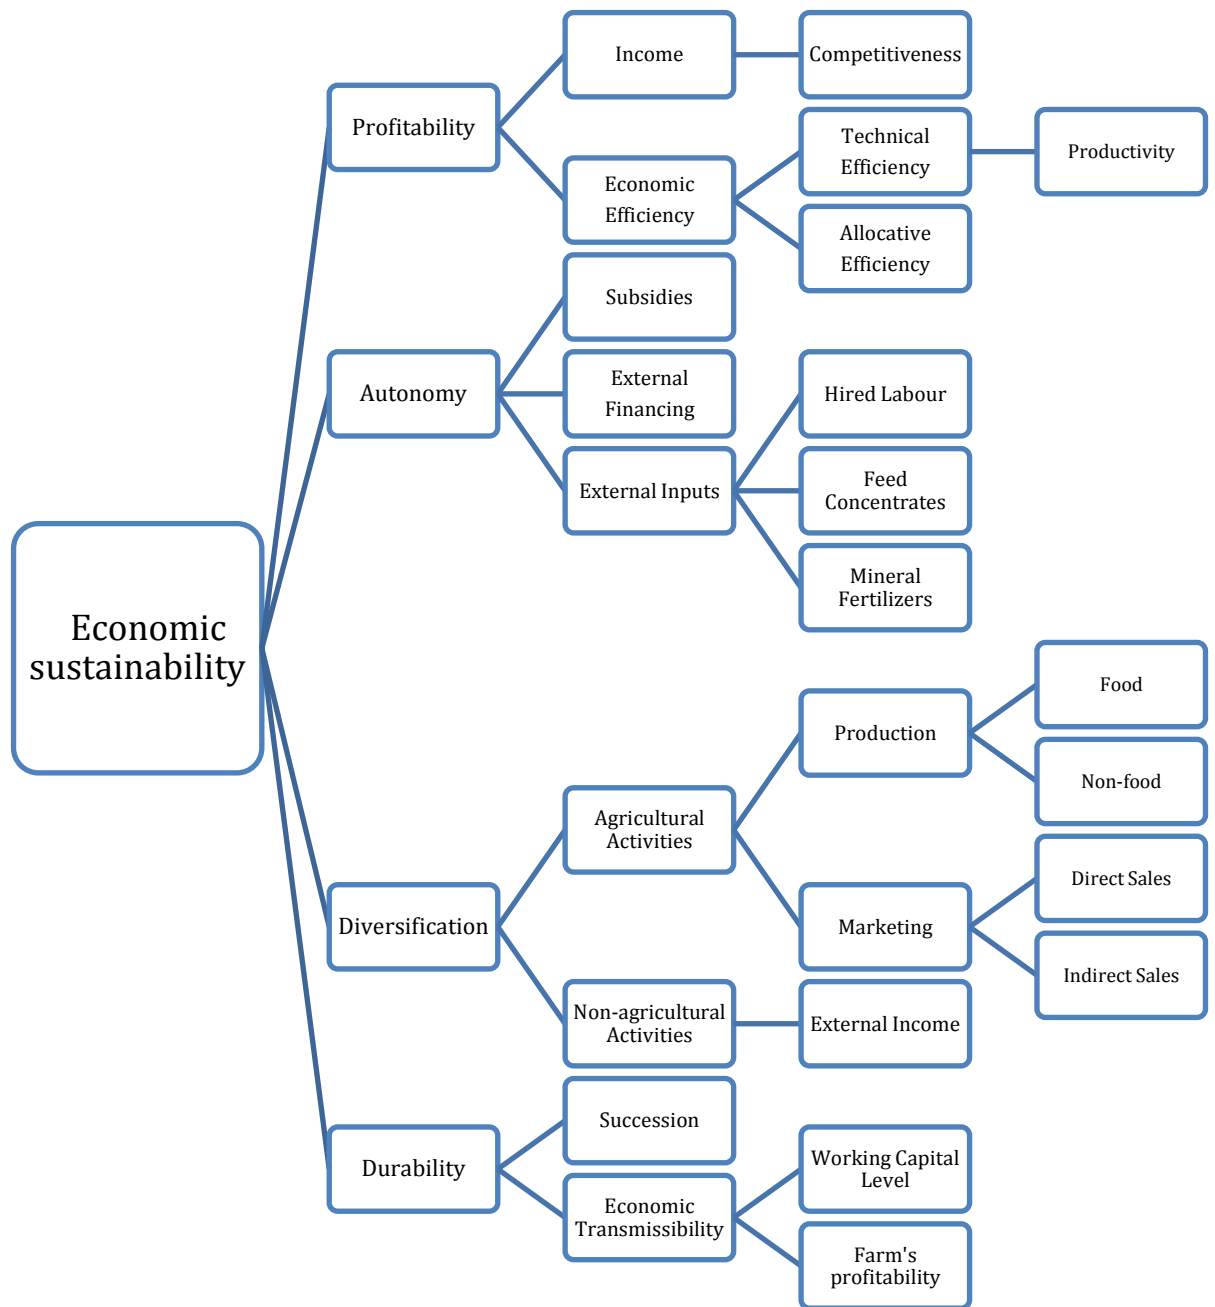 Economic
sustainability
Profitability
Income
Competitiveness
Economic
Efficiency
Technical
Efficiency
Productivity
Allocative
Efficiency
Autonomy
Subsidies
External
Financing
External Inputs
Hired Labour
Feed
Concentrates
Mineral
Fertilizers
Diversification
Agricultural
Activities
Production
Food
Non-food
Marketing
Direct Sales
Indirect Sales
Non-agricultural
Activities
External Income
Durability
Succession
Economic
Transmissibility
Working Capital
Level
Farm's
profitability